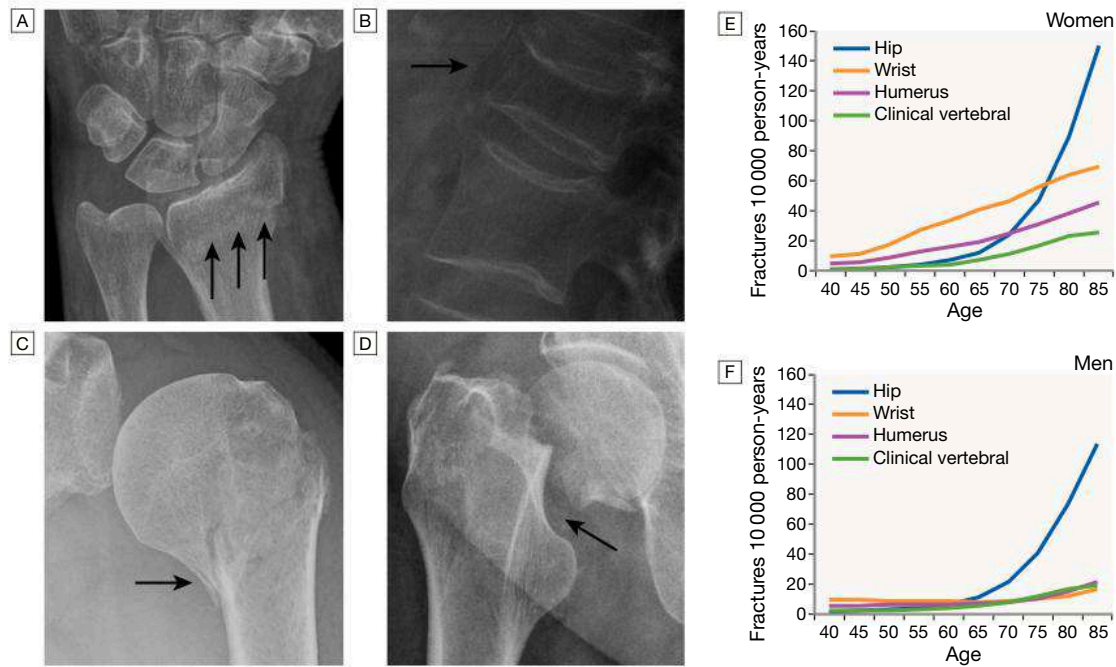 A
B
C
D
E
Women
160
140
120
100
80
60
40
20
0
Fractures 10 000 person-years
Hip
Wrist
Humerus
Clinical vertebral
40 45 50 55 60 65 70 75 80 85
Age
F
Men
160
140
120
100
80
60
40
20
0
Fractures 10 000 person-years
Hip
Wrist
Humerus
Clinical vertebral
40 45 50 55 60 65 70 75 80 85
Age